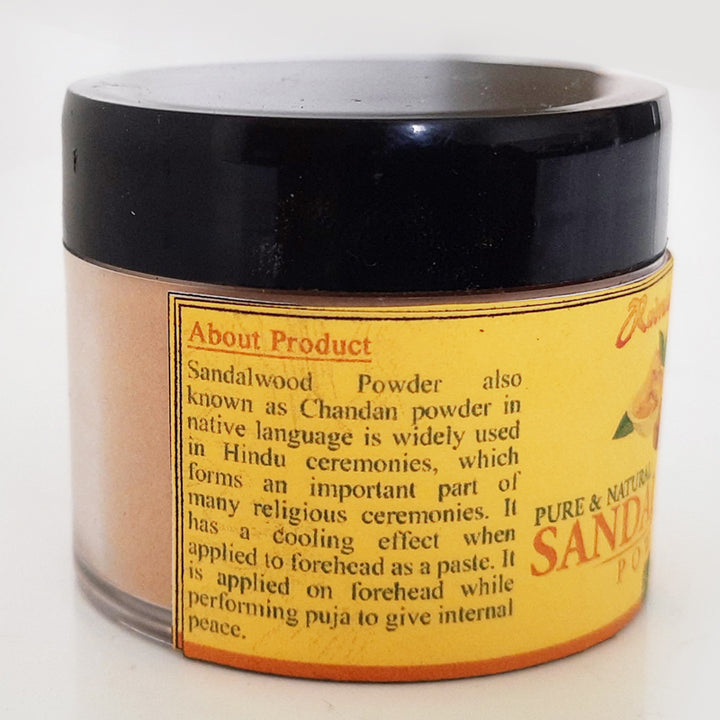 About Product
Sandalwood Powder also
known as Chandan powder in
native language is widely used
in Hindu ceremonies, which
forms an important part of
many religious ceremonies. It
has a cooling effect when
applied to forehead as a paste. It
is applied on forehead while
performing puja to give internal
peace.
PURE & NATURAL